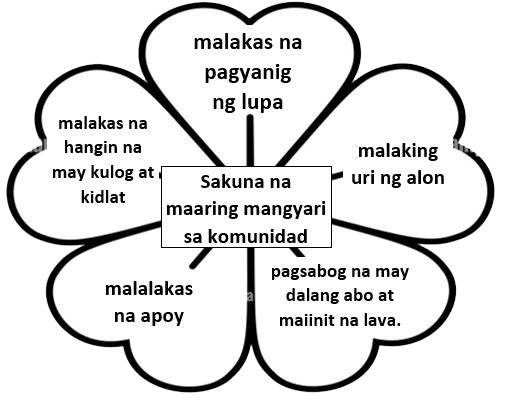 malakas na
pagyanig
ng lupa
malakas na
hangin na
may kulog at
kidlat
malaking
uri ng alon
Sakuna na
maaring mangyari
sa komunidad
malalakas
na apoy
pagsabog na may
dalang abo at
maiinit na lava.